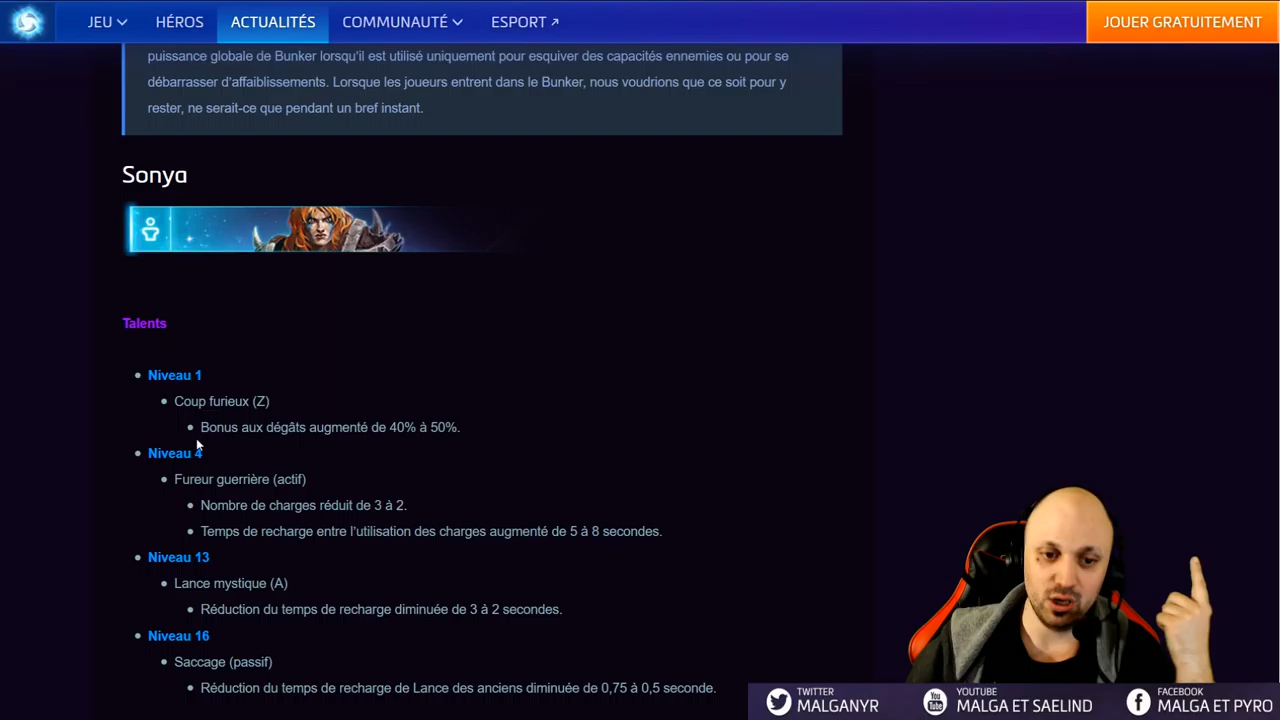 JEU HÉROS ACTUALITÉS COMMUNAUTÉ ESPORT JOUER GRATUITEMENT
puissance globale de Bunker lorsqu'il est utilisé uniquement pour esquiver des capacités ennemies ou pour se
débarrasser d'affaiblissements. Lorsque les joueurs entrent dans le Bunker, nous voudrions que ce soit pour y
rester, ne serait-ce que pendant un bref instant.
Sonya
Talents
Niveau 1
Coup furieux (Z)
Bonus aux dégâts augmenté de 40% à 50%.
Niveau 4
Fureur guerrière (actif)
Nombre de charges réduit de 3 à 2.
Temps de recharge entre l'utilisation des charges augmenté de 5 à 8 secondes.
Niveau 13
Lance mystique (A)
Réduction du temps de recharge diminuée de 3 à 2 secondes.
Niveau 16
Saccage (passif)
Réduction du temps de recharge de Lance des anciens diminuée de 0,75 à 0,5 seconde.
TWITTER
MALGANYR
You Tube
YOUTUBE
MALGA ET SAELIND
FACEBOOK
MALGA ET PYRO